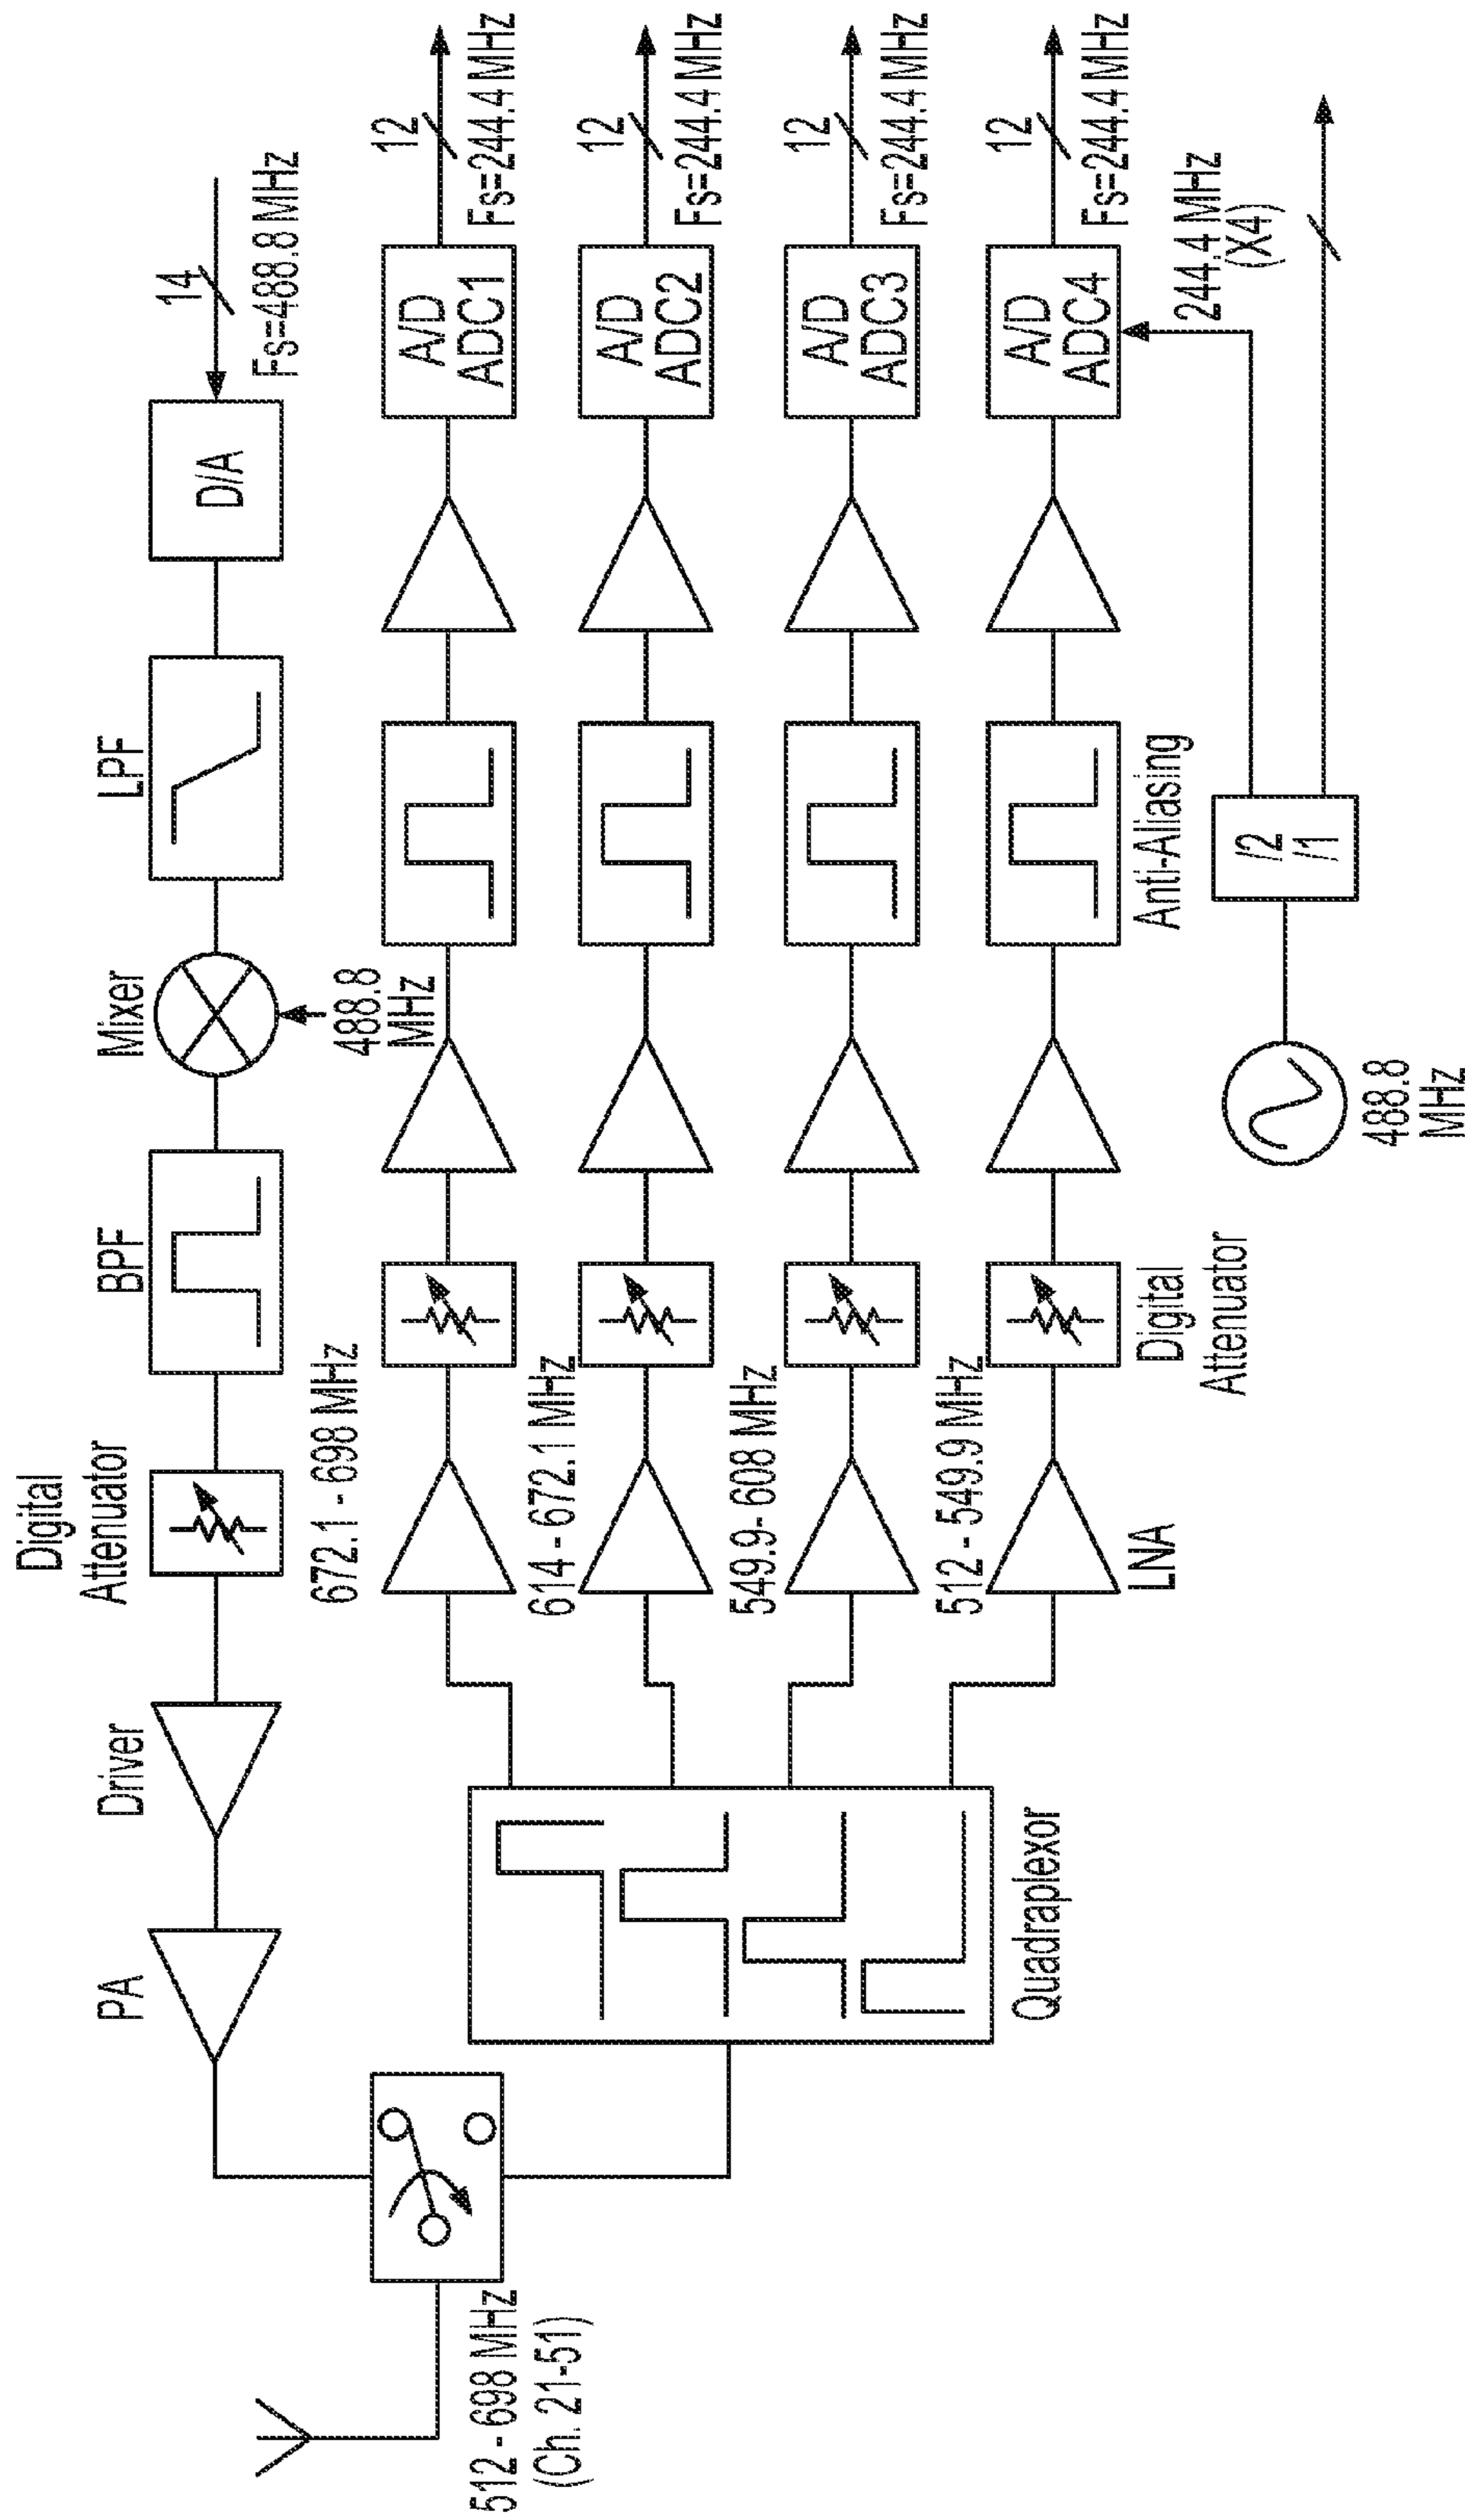 Digital
Attenuator
PA
Driver
BPF
Mixer
LPF
D/A
14
Fs=488.8 MHz
488.8
MHz
672.1 - 698 MHz
A/D
ADC1
12
Fs=244.4 MHz
614 - 672.1 MHz
A/D
ADC2
12
Fs=244.4 MHz
549.9- 608 MHz
A/D
ADC3
12
Fs=244.4 MHz
512 - 549.9 MHz
A/D
ADC4
12
Fs=244.4 MHz
512 - 698 MHz
(Ch. 21-51)
Quadraplexor
LNA
Digital
Attenuator
Anti-Aliasing
244.4 MHz
(X4)
/2
/1
488.8
MHz